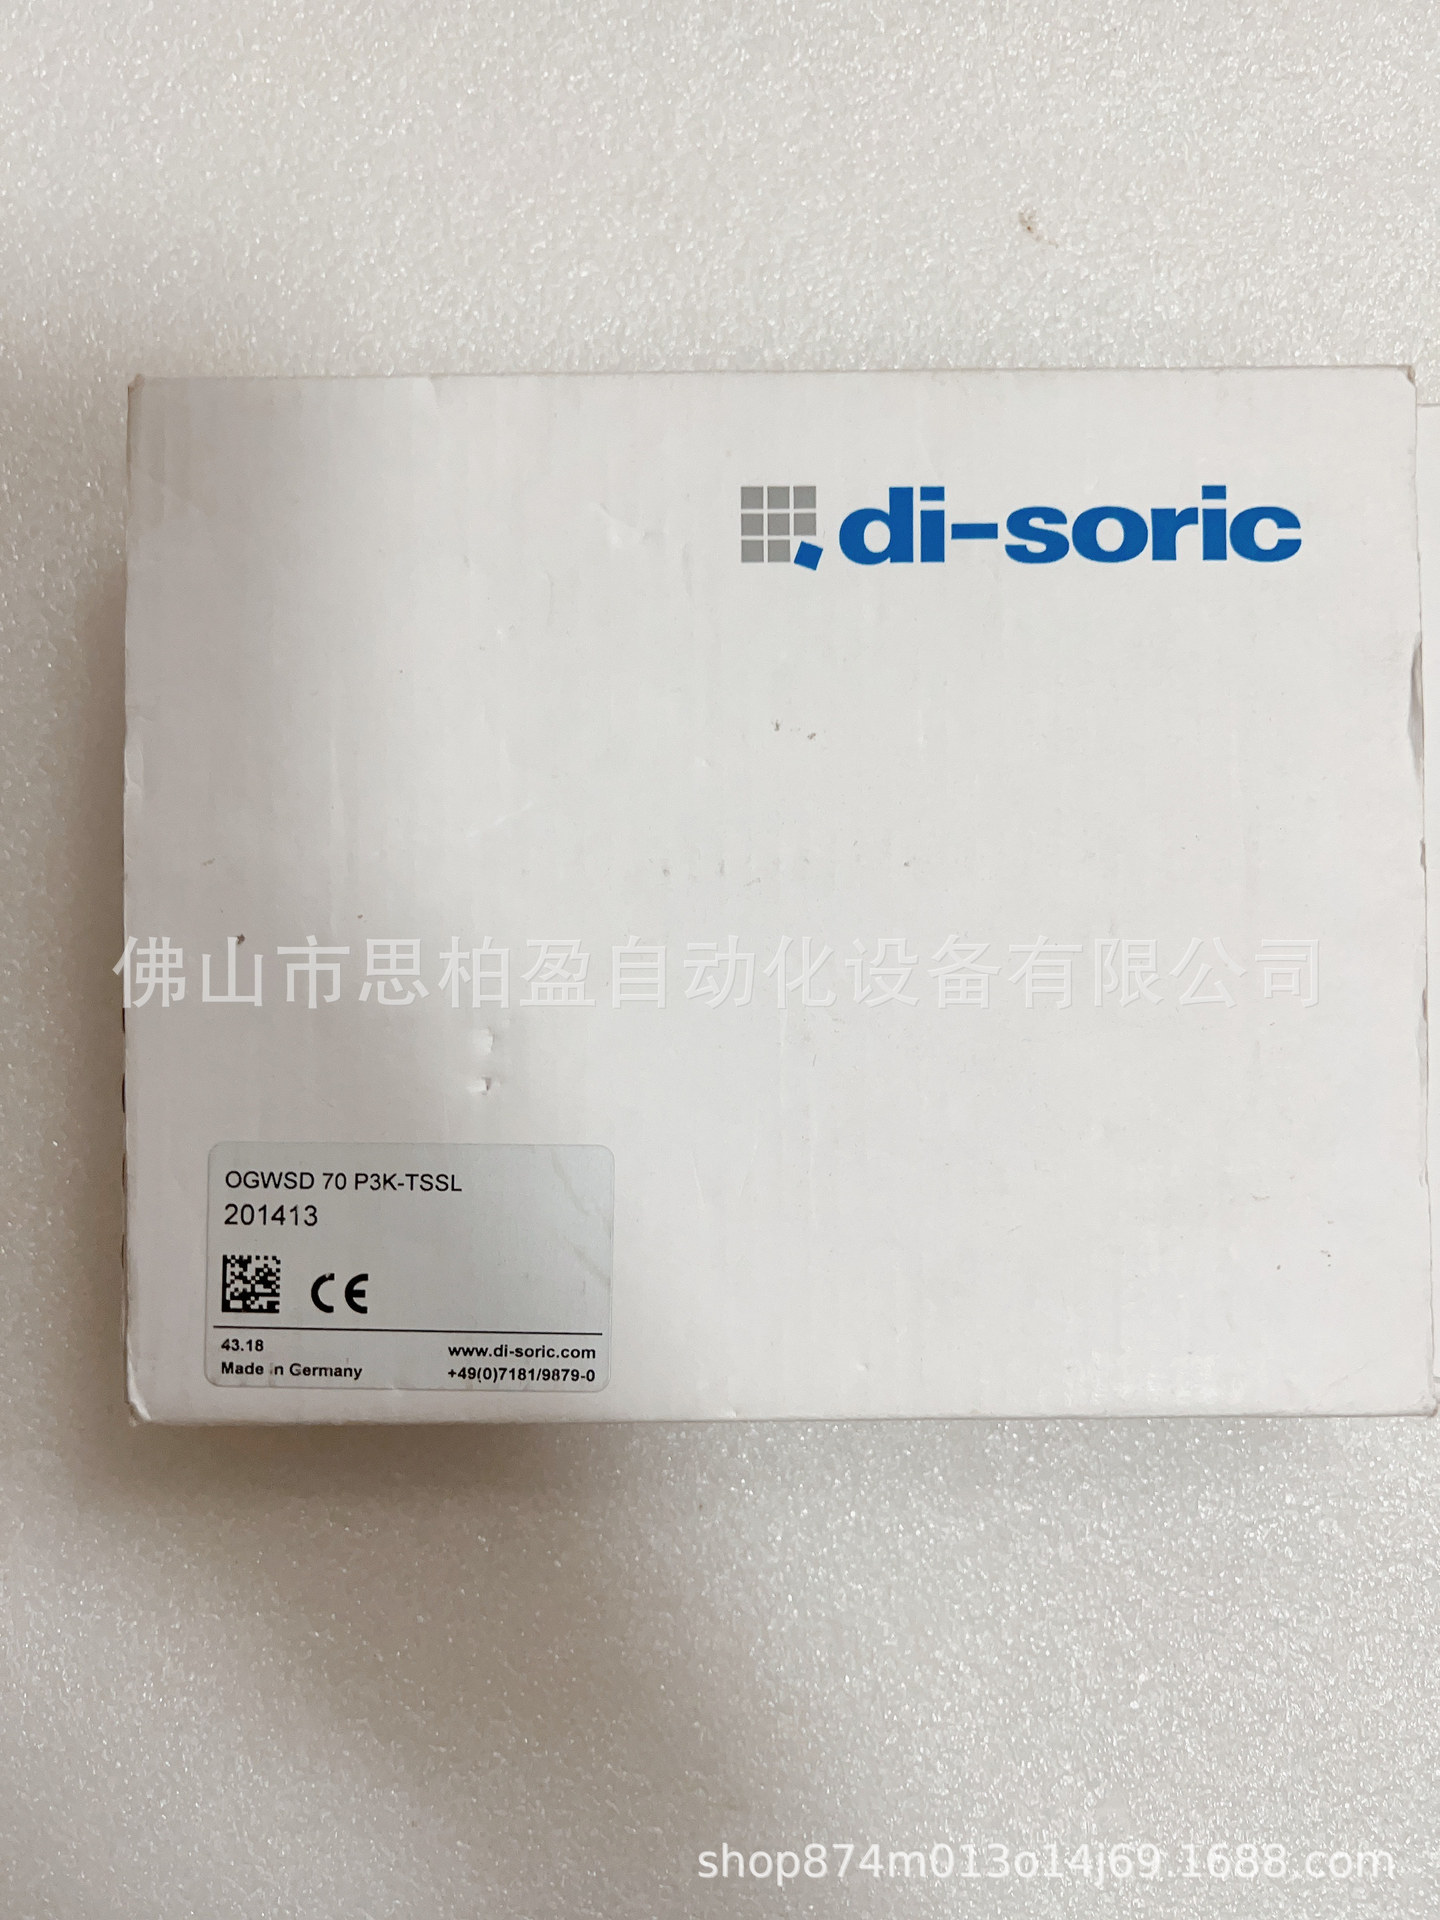 di-soric
佛山市思柏盈自动化设备有限公司
OGWSD 70 P3K-TSSL
201413
CE
43.18
www.di-soric.com
Made in Germany
+49(0)7181/9879-0
shop874m013o14j69.1688.com